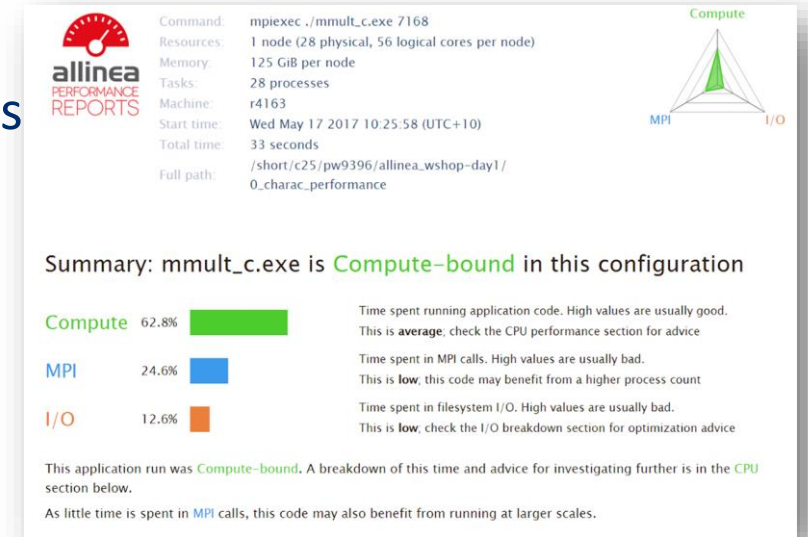 s
allinea
PERFORMANCE
REPORTS
Command: mpiexec ./mmult_c.exe 7168
Resources: 1 node (28 physical, 56 logical cores per node)
Memory: 125 GiB per node
Tasks: 28 processes
Machine: r4163
Start time: Wed May 17 2017 10:25:58 (UTC+10)
Total time: 33 seconds
Full path: /short/c25/pw9396/allinea_wshop-day1/
0_charac_performance
Compute
MPI
I/O
Summary: mmult_c.exe is Compute-bound in this configuration
Compute 62.8%
Time spent running application code. High values are usually good.
This is average; check the CPU performance section for advice
MPI 24.6%
Time spent in MPI calls. High values are usually bad.
This is low; this code may benefit from a higher process count
I/O 12.6%
Time spent in filesystem I/O. High values are usually bad.
This is low; check the I/O breakdown section for optimization advice
This application run was Compute-bound. A breakdown of this time and advice for investigating further is in the CPU
section below.
As little time is spent in MPI calls, this code may also benefit from running at larger scales.